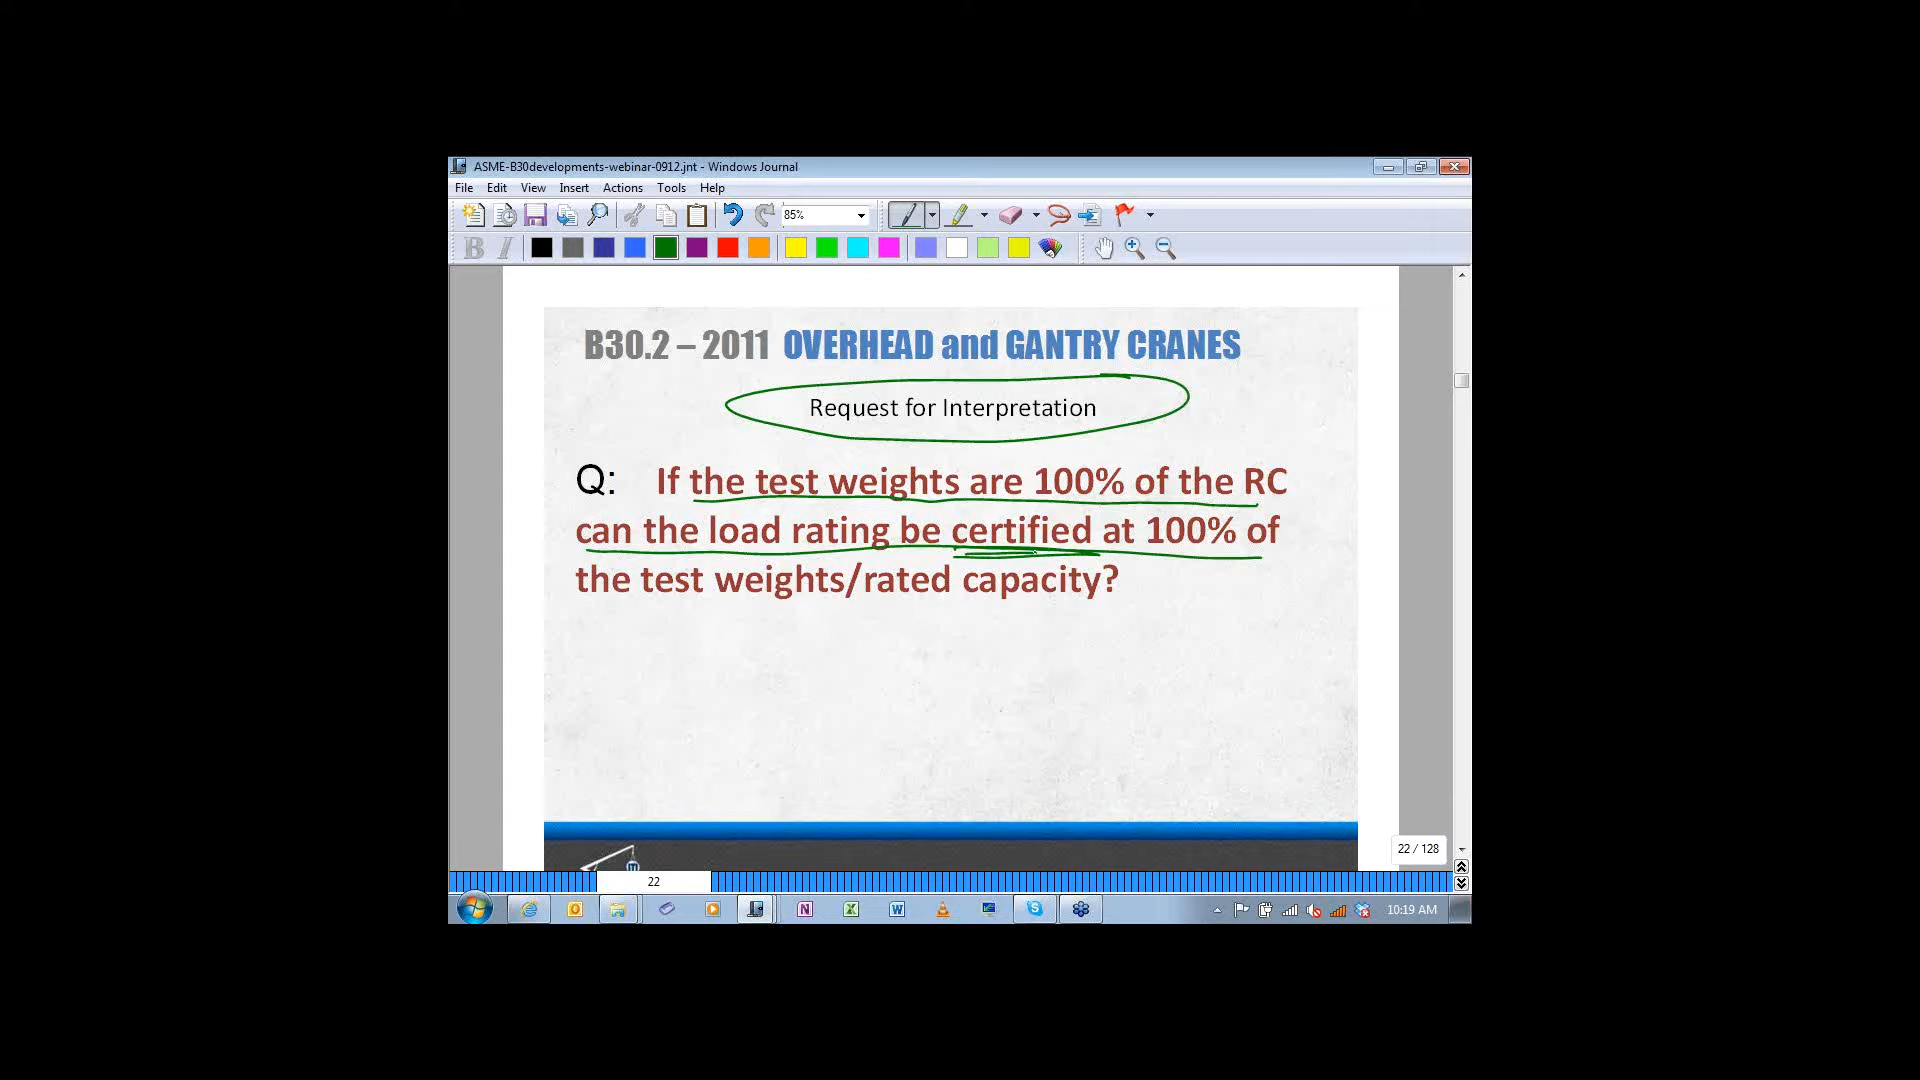 ASME-B30developments-webinar-0912.jnt - Windows Journal
File Edit View Insert Actions Tools Help
85%
B I
B30.2 – 2011 OVERHEAD and GANTRY CRANES
Request for Interpretation
Q: If the test weights are 100% of the RC
can the load rating be certified at 100% of
the test weights/rated capacity?
22 / 128
22
10:19 AM